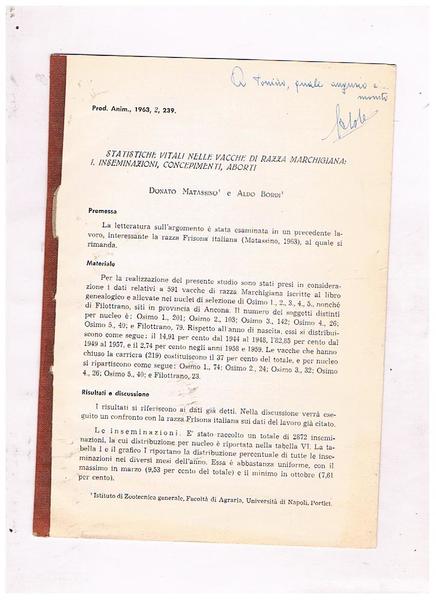 A Tonino, quale augurio e...
monito
Prod. Anim., 1963, 2, 239.
STATISTICHE VITALI NELLE VACCHE DI RAZZA MARCHIGIANA:
I. INSEMINAZIONI, CONCEPIMENTI, ABORTI
DONATO MATASSINO¹ e ALDO BORDI¹
Premessa
La letteratura sull'argomento è stata esaminata in un precedente la-
voro, interessante la razza Frisona italiana (Matassino, 1963), al quale si
rimanda.
Materiale
Per la realizzazione del presente studio sono stati presi in considera-
zione i dati relativi a 591 vacche di razza Marchigiana iscritte al libro
genealogico e allevate nei nuclei di selezione di Osimo 1., 2., 3., 4., 5., nonché
di Filottrano, siti in provincia di Ancona. Il numero dei soggetti distinti
per nucleo è: Osimo 1., 201; Osimo 2., 103; Osimo 3., 142; Osimo 4., 26;
Osimo 5., 40; e Filottrano, 79. Rispetto all'anno di nascita, essi si distribui-
scono come segue: il 14,91 per cento dal 1944 al 1948, l'82,85 per cento dal
1949 al 1957, e il 2,74 per cento negli anni 1958 e 1959. Le vacche che hanno
chiuso la carriera (219) costituiscono il 37 per cento del totale, e per nucleo
si ripartiscono come segue: Osimo 1., 74; Osimo 2., 24; Osimo 3., 32; Osimo
4., 26; Osimo 5., 40; e Filottrano, 23.
Risultati e discussione
I risultati si riferiscono ai dati già detti. Nella discussione verrà ese-
guito un confronto con la razza Frisona italiana sui dati del lavoro già citato.
Le inseminazioni. E' stato raccolto un totale di 2872 insemi-
nazioni, la cui distribuzione per nucleo è riportata nella tabella VI. La ta-
bella I e il grafico I riportano la distribuzione percentuale di tutte le inse-
minazioni nei diversi mesi dell'anno. Essa è abbastanza uniforme, con il
massimo in marzo (9,53 per cento del totale) e il minimo in ottobre (7,61
per cento).
¹ Istituto di Zootecnica generale, Facoltà di Agraria, Università di Napoli, Portici.